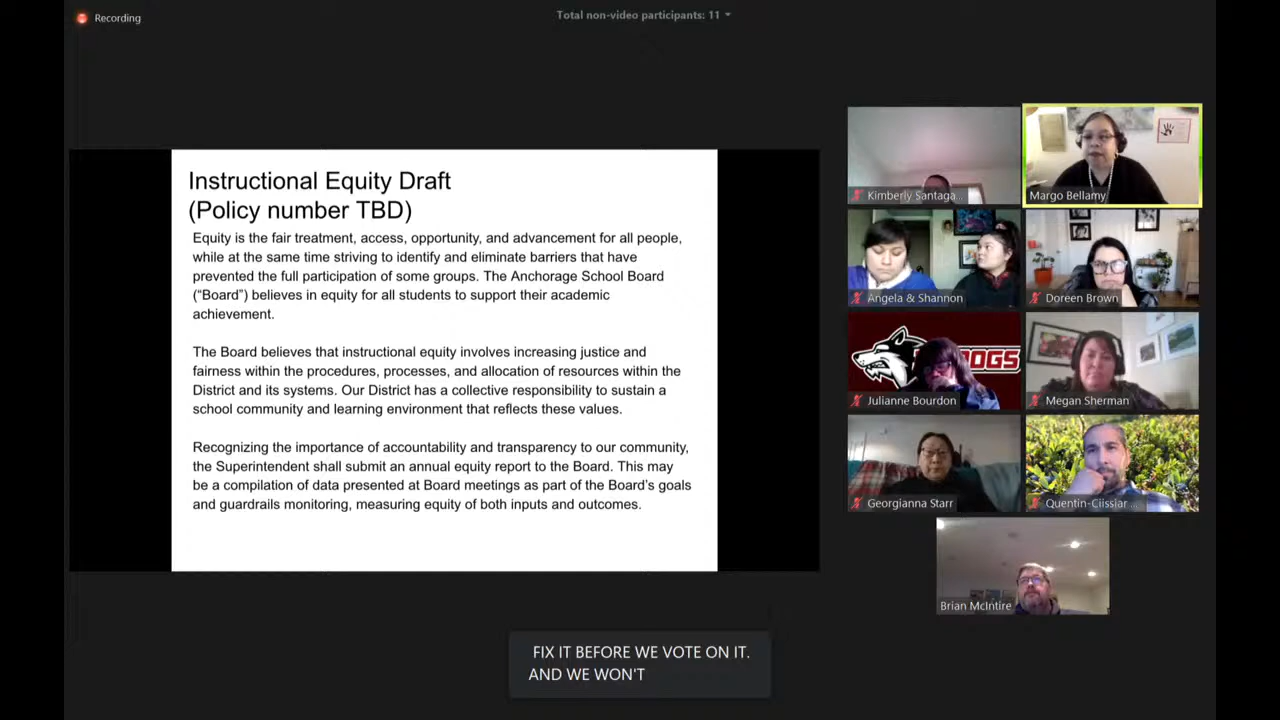 Recording
Total non-video participants: 11
Instructional Equity Draft
(Policy number TBD)
Equity is the fair treatment, access, opportunity, and advancement for all people,
while at the same time striving to identify and eliminate barriers that have
prevented the full participation of some groups. The Anchorage School Board
(“Board”) believes in equity for all students to support their academic
achievement.
The Board believes that instructional equity involves increasing justice and
fairness within the procedures, processes, and allocation of resources within the
District and its systems. Our District has a collective responsibility to sustain a
school community and learning environment that reflects these values.
Recognizing the importance of accountability and transparency to our community,
the Superintendent shall submit an annual equity report to the Board. This may
be a compilation of data presented at Board meetings as part of the Board’s goals
and guardrails monitoring, measuring equity of both inputs and outcomes.
Kimberly Santaga...
Margo Bellamy
Angela & Shannon
Doreen Brown
OGS
Julianne Bourdon
Megan Sherman
Georgianna Starr
Quentin-Ciisslar ...
Brian McIntire
FIX IT BEFORE WE VOTE ON IT.
AND WE WON'T